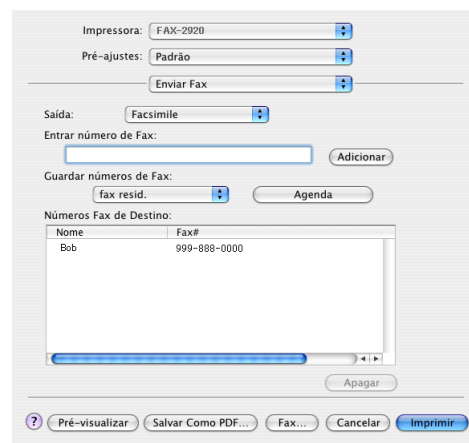 Impressora: FAX-2920
Pré-ajustes: Padrão
Enviar Fax
Saída: Facsimile
Entrar número de Fax:
Adicionar
Guardar números de Fax:
fax resid. Agenda
Números Fax de Destino:
Nome Fax#
Bob 999-888-0000
Apagar
? Pré-visualizar Salvar Como PDF... Fax... Cancelar Imprimir